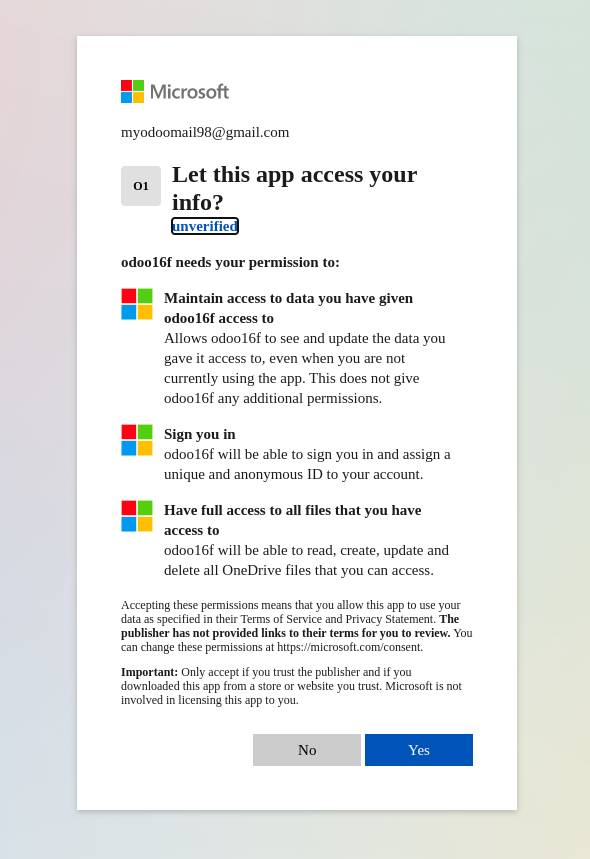 Microsoft
myodoomail98@gmail.com
O1
Let this app access your
info?
unverified
odoo16f needs your permission to:
Maintain access to data you have given
odoo16f access to
Allows odoo16f to see and update the data you
gave it access to, even when you are not
currently using the app. This does not give
odoo16f any additional permissions.
Sign you in
odoo16f will be able to sign you in and assign a
unique and anonymous ID to your account.
Have full access to all files that you have
access to
odoo16f will be able to read, create, update and
delete all OneDrive files that you can access.
Accepting these permissions means that you allow this app to use your
data as specified in their Terms of Service and Privacy Statement. The
publisher has not provided links to their terms for you to review. You
can change these permissions at https://microsoft.com/consent.
Important: Only accept if you trust the publisher and if you
downloaded this app from a store or website you trust. Microsoft is not
involved in licensing this app to you.
No
Yes